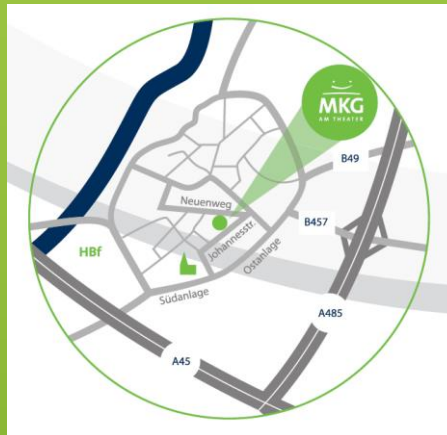 MKG
AM THEATER
B49
Neuenweg
B457
Johannesstr.
Ostanlage
HBf
Südanlage
A485
A45